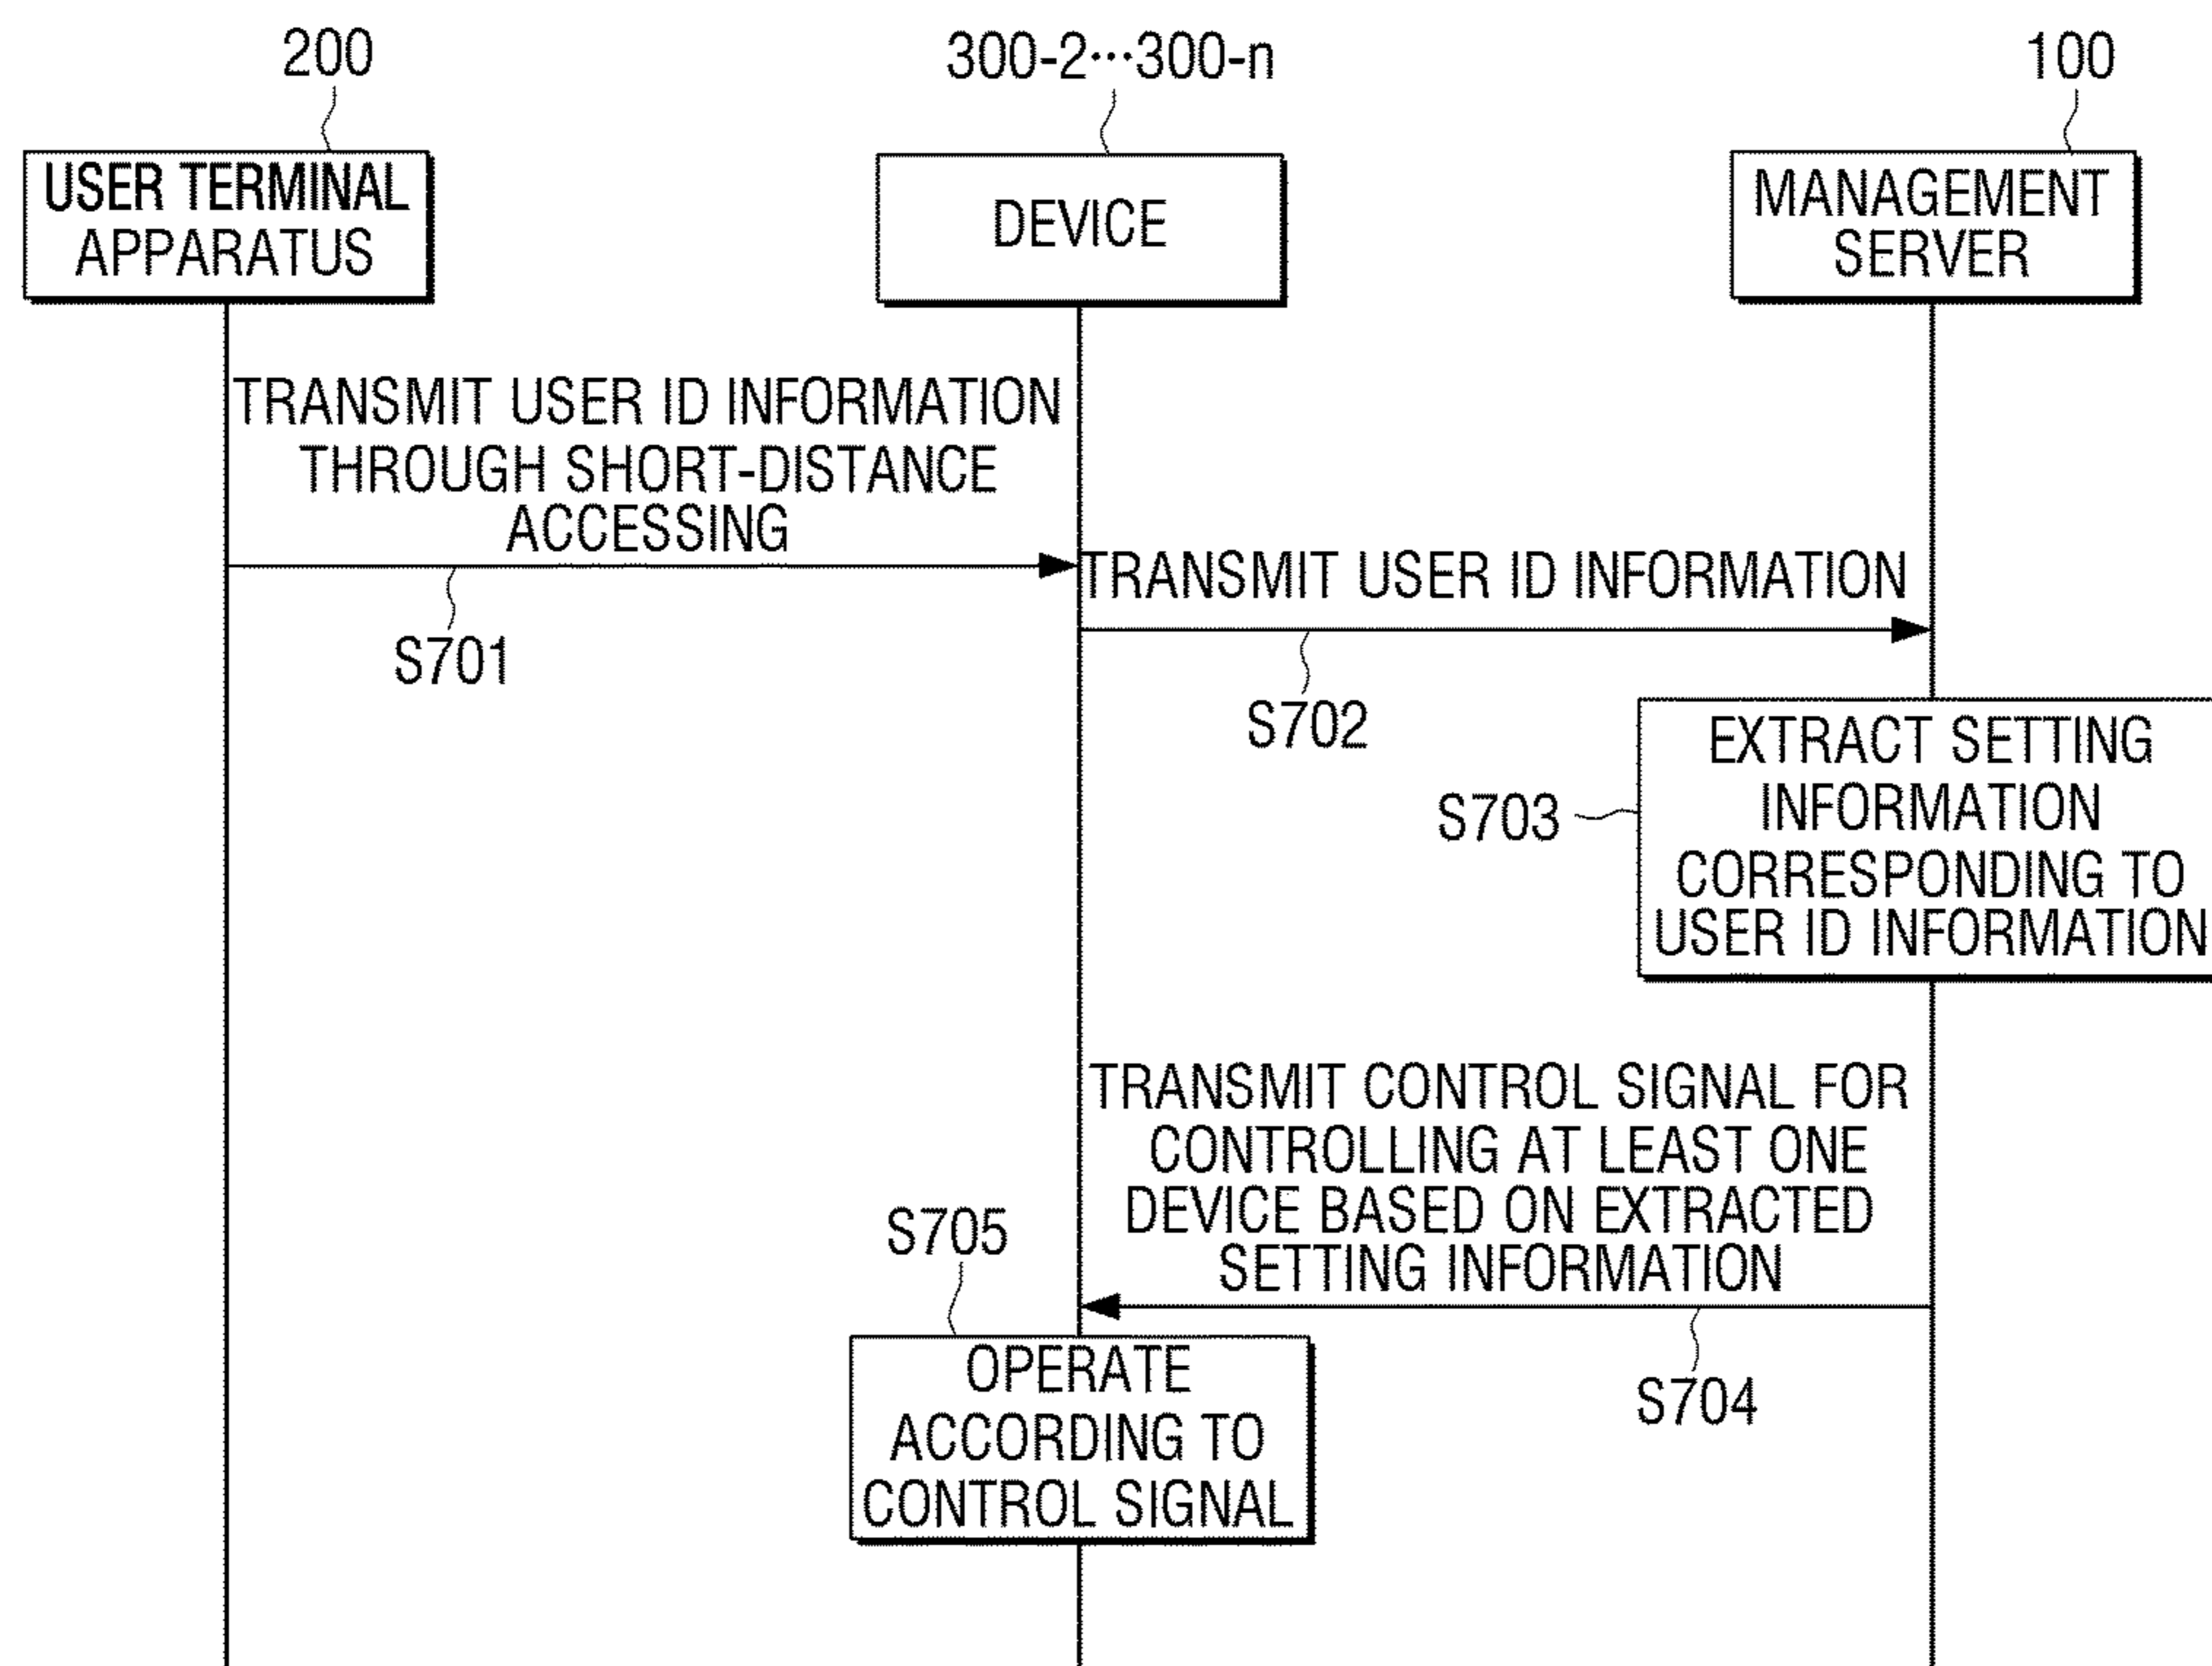 200
300-2···300-n
100
USER TERMINAL
APPARATUS
DEVICE
MANAGEMENT
SERVER
TRANSMIT USER ID INFORMATION
THROUGH SHORT-DISTANCE
ACCESSING
S701
TRANSMIT USER ID INFORMATION
S702
S703
EXTRACT SETTING
INFORMATION
CORRESPONDING TO
USER ID INFORMATION
TRANSMIT CONTROL SIGNAL FOR
CONTROLLING AT LEAST ONE
DEVICE BASED ON EXTRACTED
SETTING INFORMATION
S704
S705
OPERATE
ACCORDING TO
CONTROL SIGNAL